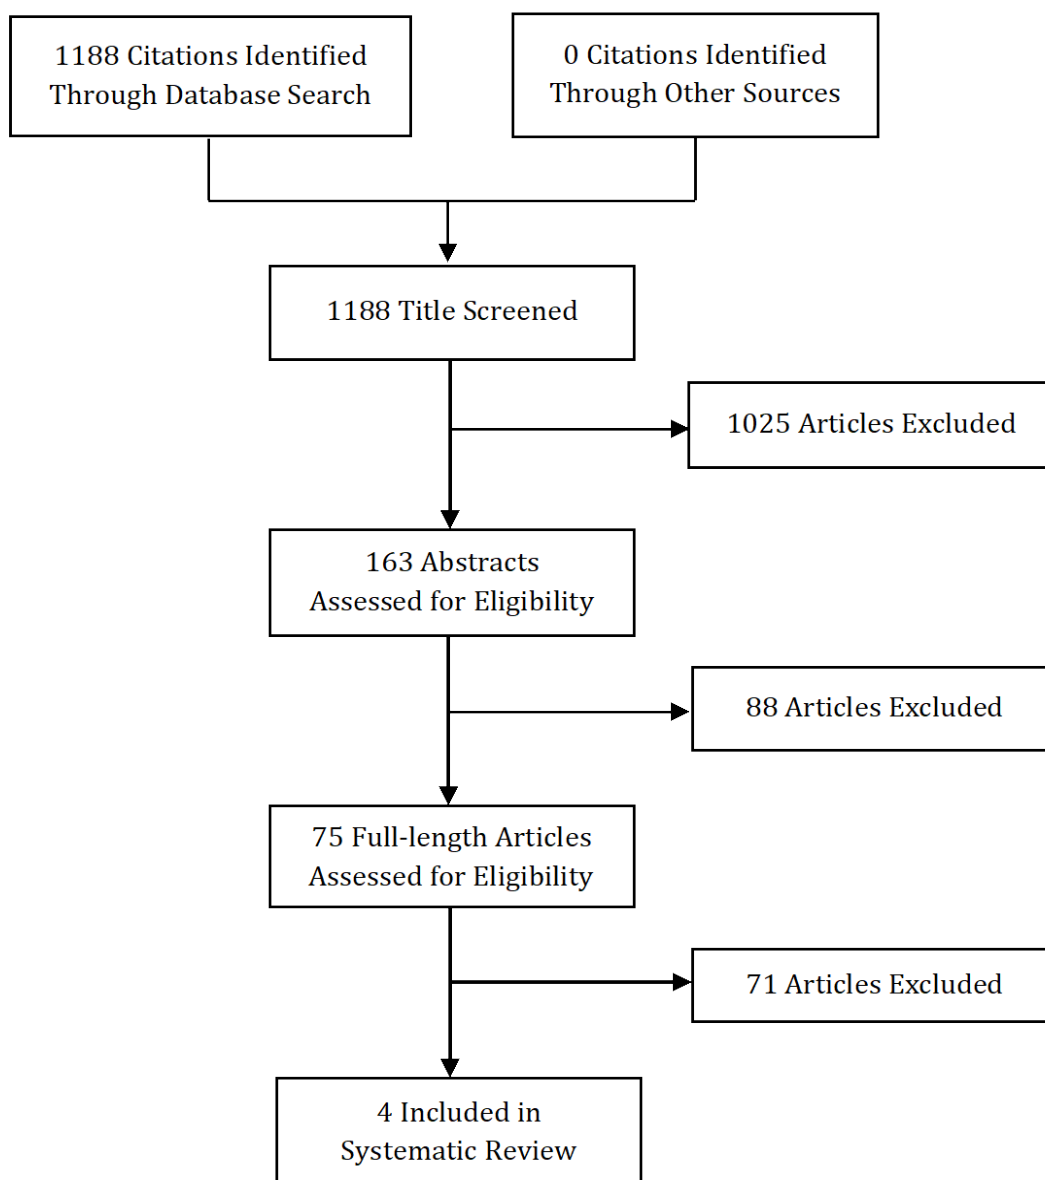 1188 Citations Identified
Through Database Search
0 Citations Identified
Through Other Sources
1188 Title Screened
1025 Articles Excluded
163 Abstracts
Assessed for Eligibility
88 Articles Excluded
75 Full-length Articles
Assessed for Eligibility
71 Articles Excluded
4 Included in
Systematic Review